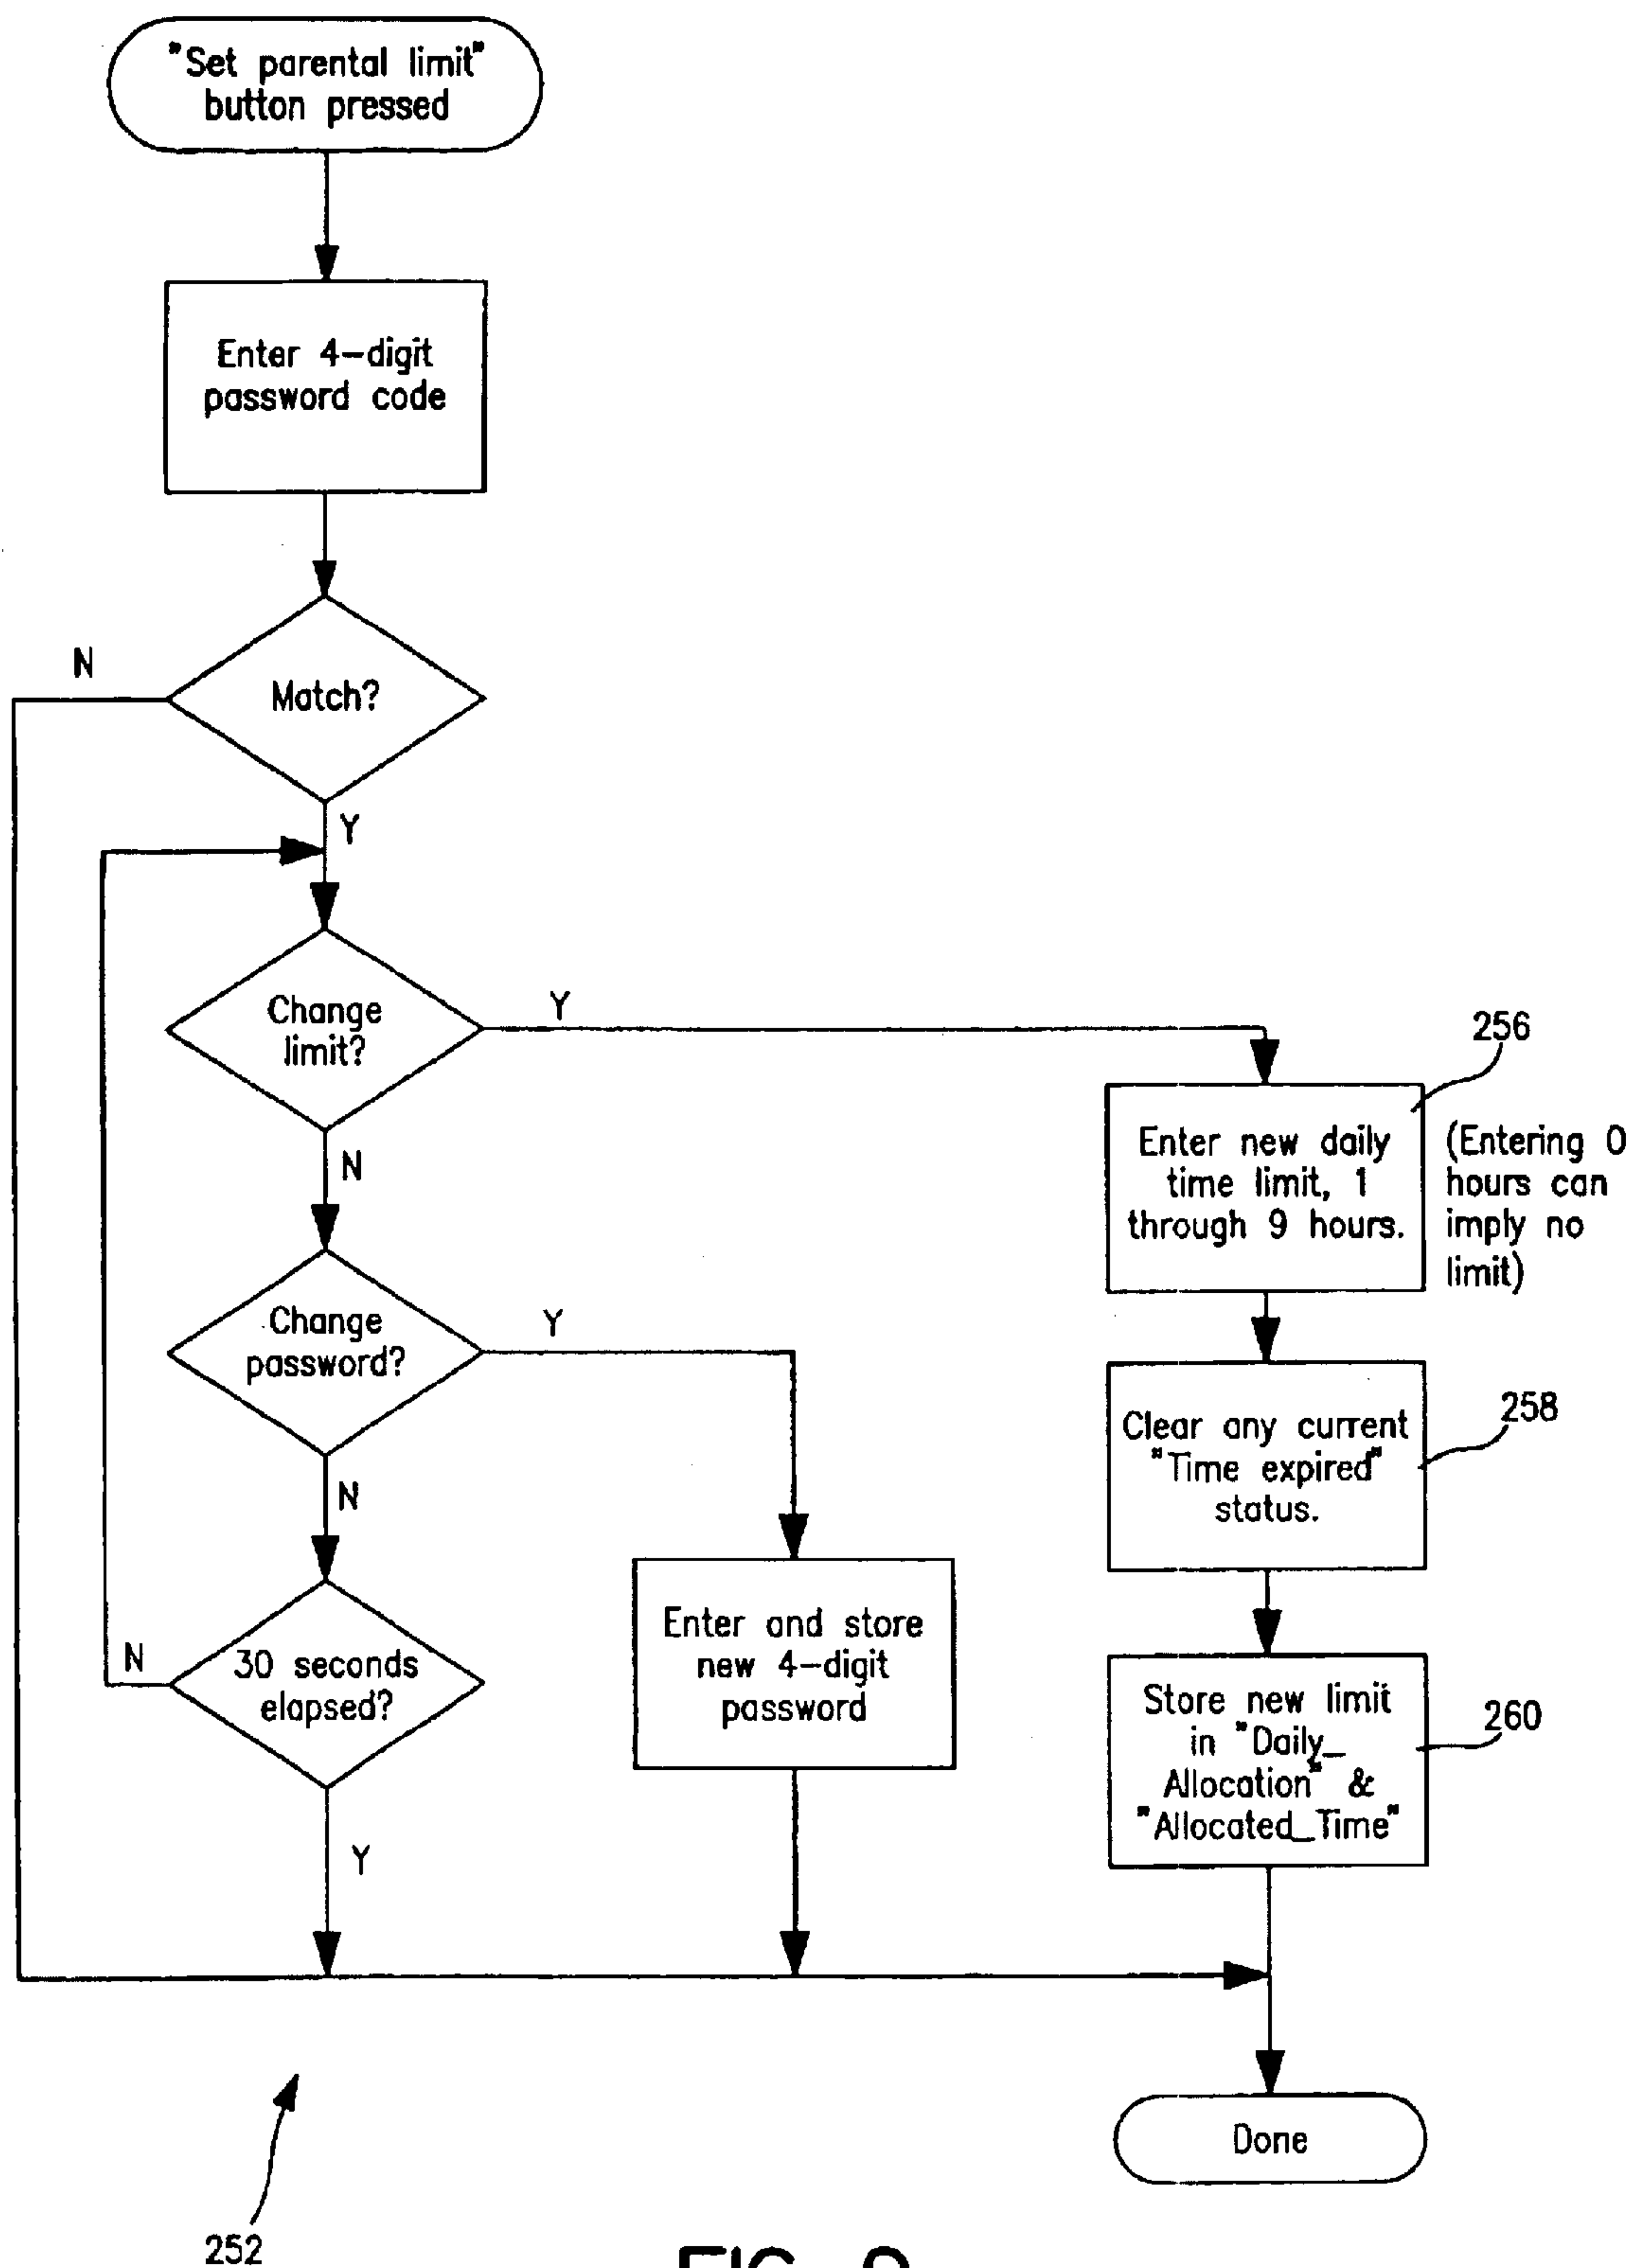 "Set parental limit"
button pressed
Enter 4-digit
password code
N
Match?
Y
Change
limit?
Y
N
256
Enter new daily
time limit, 1
through 9 hours.
(Entering 0
hours can
imply no
limit)
Change
password?
Y
N
Clear any current
"Time expired"
status.
258
30 seconds
elapsed?
N
Y
Enter and store
new 4-digit
password
Store new limit
in "Daily_
Allocation" &
"Allocated_Time"
260
Done
252
FIG.